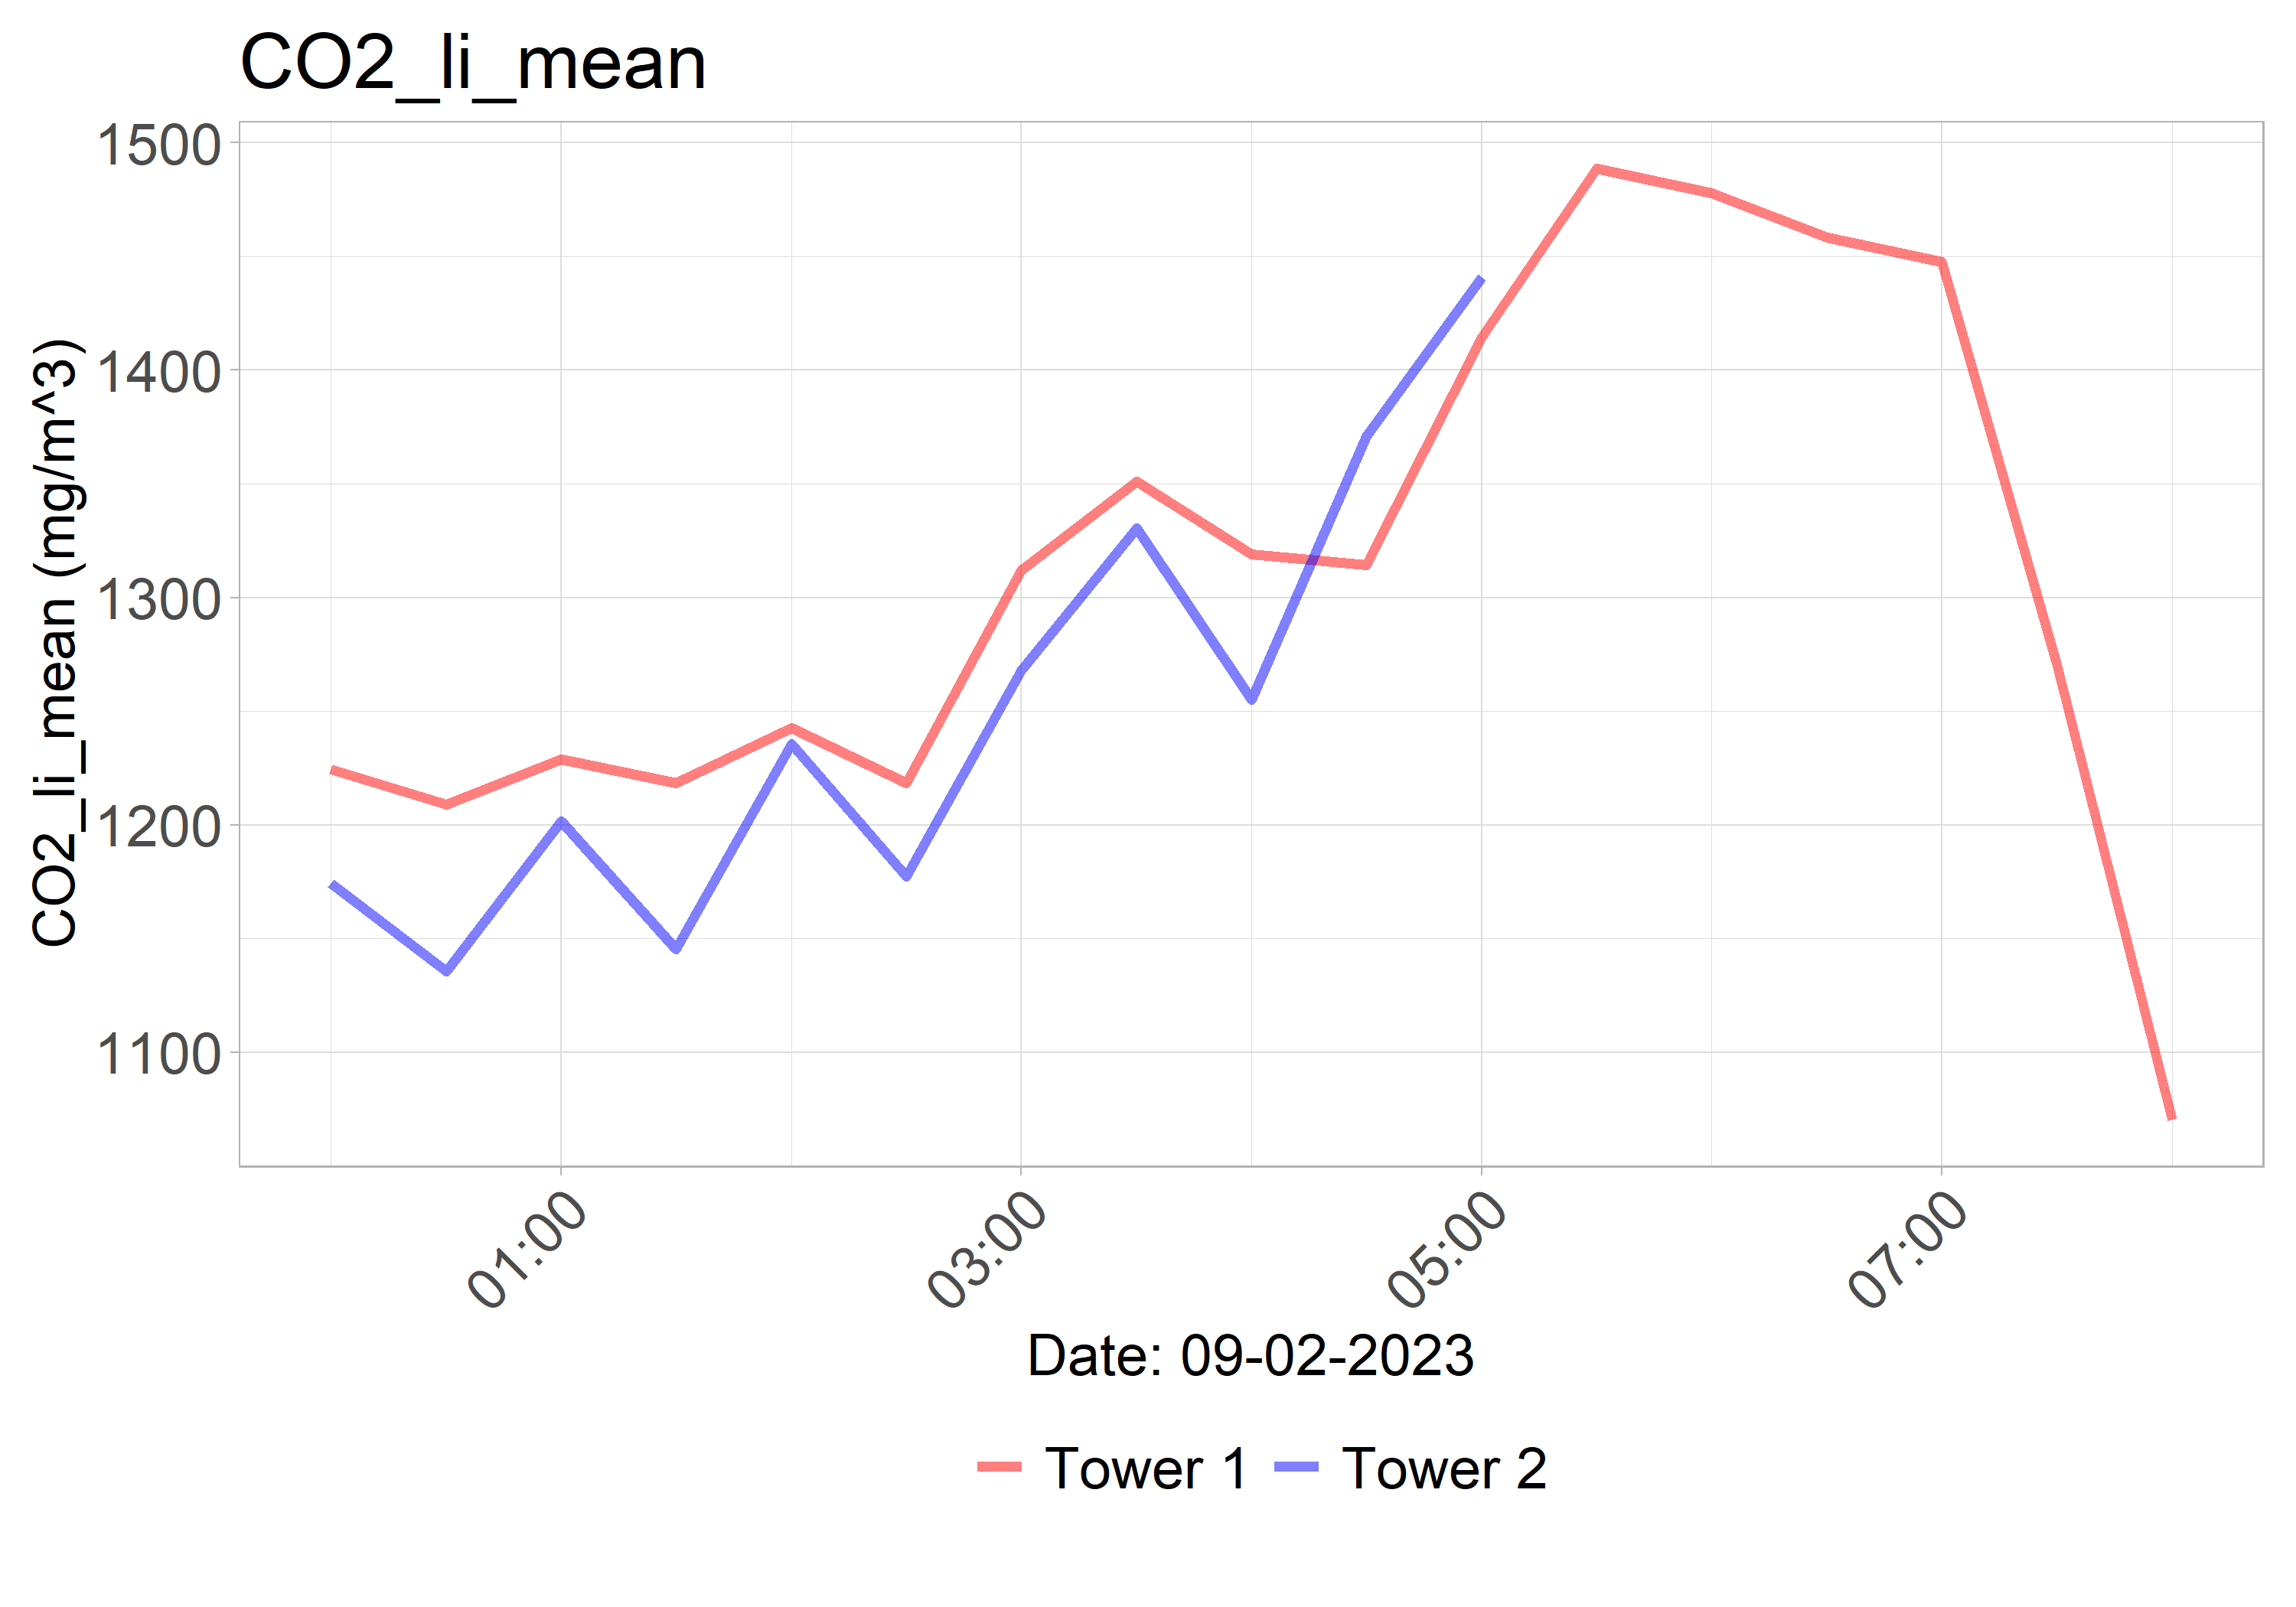 CO2_li_mean
CO2_li_mean (mg/m^3)
1500
1400
1300
1200
1100
01:00
03:00
05:00
07:00
Date: 09-02-2023
Tower 1
Tower 2